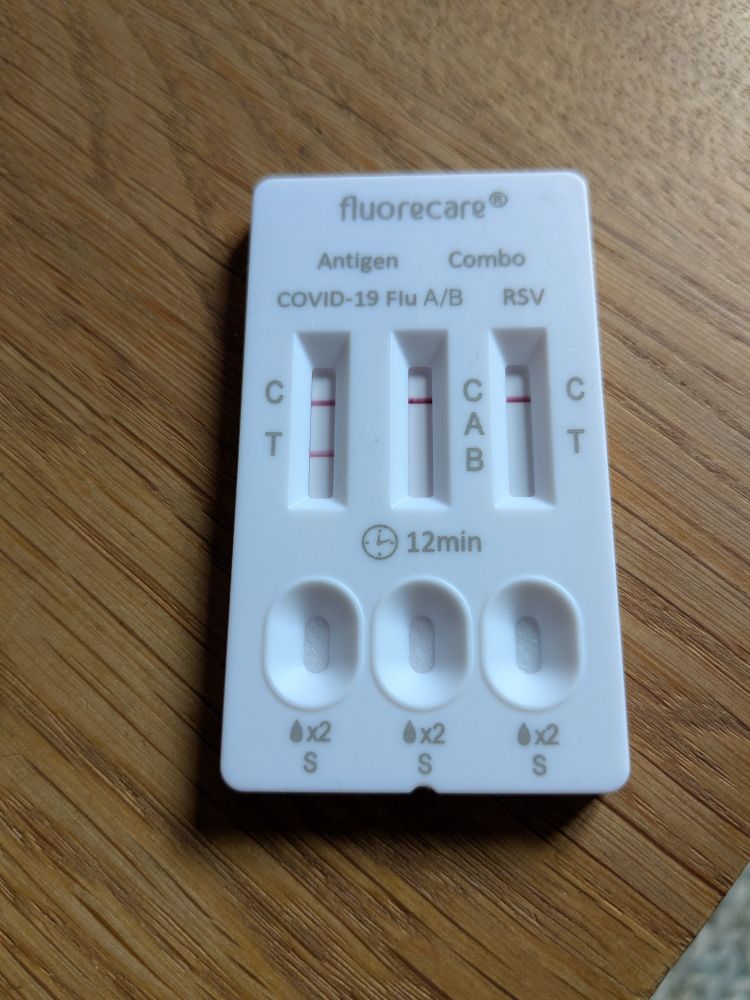 fluorecare®
Antigen Combo
COVID-19 Flu A/B RSV
C C C
T A T
B
12min
x2 x2 x2
S S S